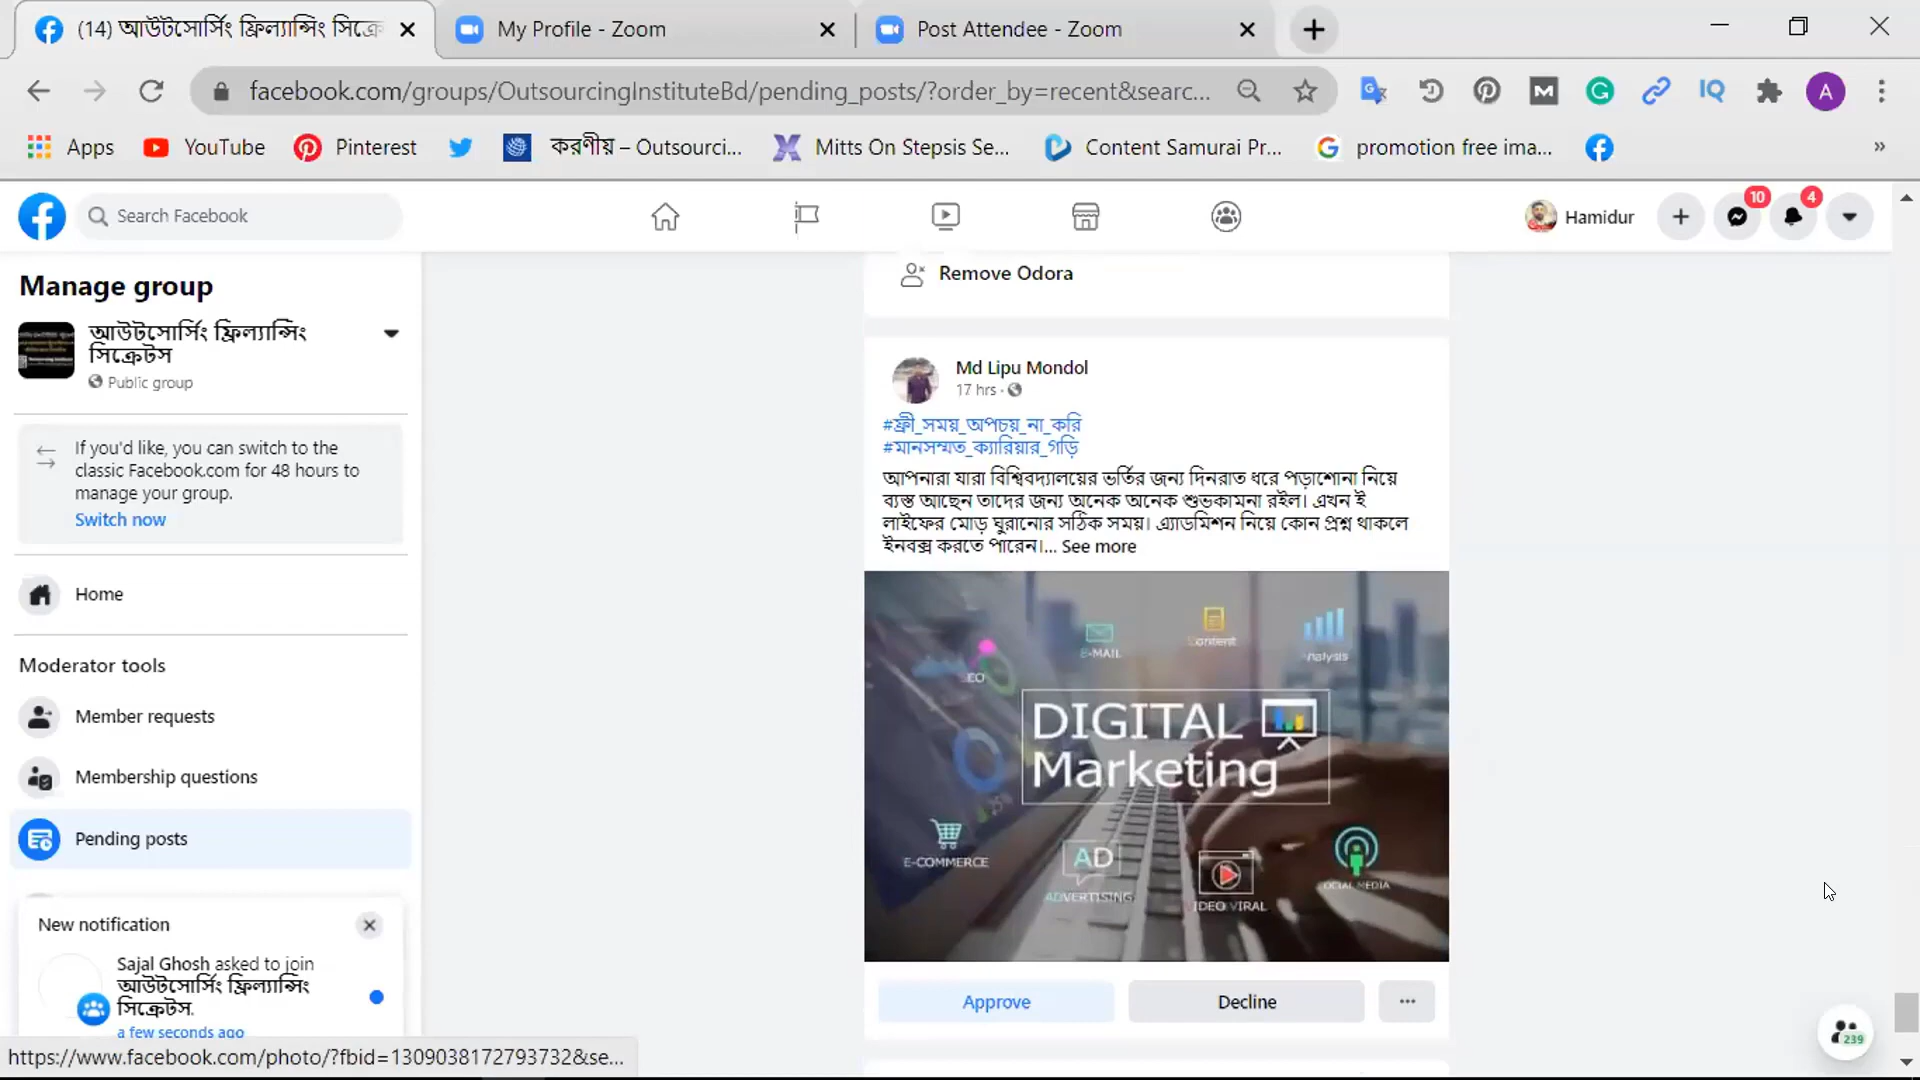 (14) আউটসোর্সিং ফ্রিল্যান্সিং সিক্রে
My Profile - Zoom
Post Attendee - Zoom
facebook.com/groups/OutsourcingInstituteBd/pending_posts/?order_by=recent&searc...
A
Apps
YouTube
Pinterest
করণীয় – Outsourci...
Mitts On Stepsis Se...
Content Samurai Pr...
promotion free ima...
»
Search Facebook
Hamidur
10
4
Manage group
আউটসোর্সিং ফ্রিল্যান্সিং
সিক্রেটস
Public group
If you'd like, you can switch to the
classic Facebook.com for 48 hours to
manage your group.
Switch now
Home
Moderator tools
Member requests
Membership questions
Pending posts
New notification
Sajal Ghosh asked to join
আউটসোর্সিং ফ্রিল্যান্সিং
সিক্রেটস.
a few seconds ago
https://www.facebook.com/photo/?fbid=1309038172793732&se...
Remove Odora
Md Lipu Mondol
17 hrs ·
#ফ্রী_সময়_অপচয়_না_করি
#মানসম্মত_ক্যারিয়ার_গড়ি
আপনারা যারা বিশ্বিবদ্যালয়ের ভর্তির জন্য দিনরাত ধরে পড়াশোনা নিয়ে
ব্যস্ত আছেন তাদের জন্য অনেক অনেক শুভকামনা রইল। এখন ই
লাইফের মোড় ঘুরানোর সঠিক সময়। এ্যাডমিশন নিয়ে কোন প্রশ্ন থাকলে
ইনবক্স করতে পারেন।... See more
E-MAIL
Content
nalysis
EO
DIGITAL
Marketing
E-COMMERCE
AD
ADVERTISING
IDEO VIRAL
OCIAL MEDIA
Approve
Decline
239